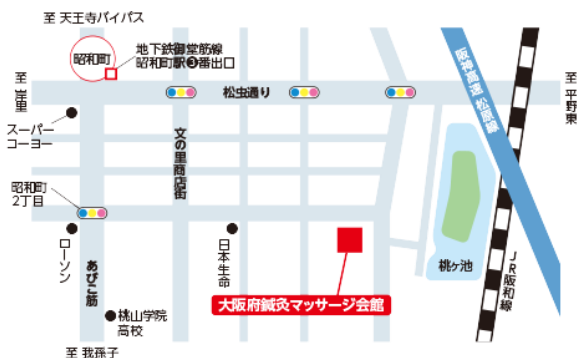 至 天王寺バイパス
昭和町
地下鉄御堂筋線
昭和町駅❸番出口
至 岸里
松虫通り
至 平野東
阪神高速 松原線
スーパー
コーヨー
文の里商店街
昭和町
2丁目
ローソン
あびこ筋
日本生命
桃ヶ池
JR阪和線
大阪府鍼灸マッサージ会館
桃山学院
高校
至 我孫子